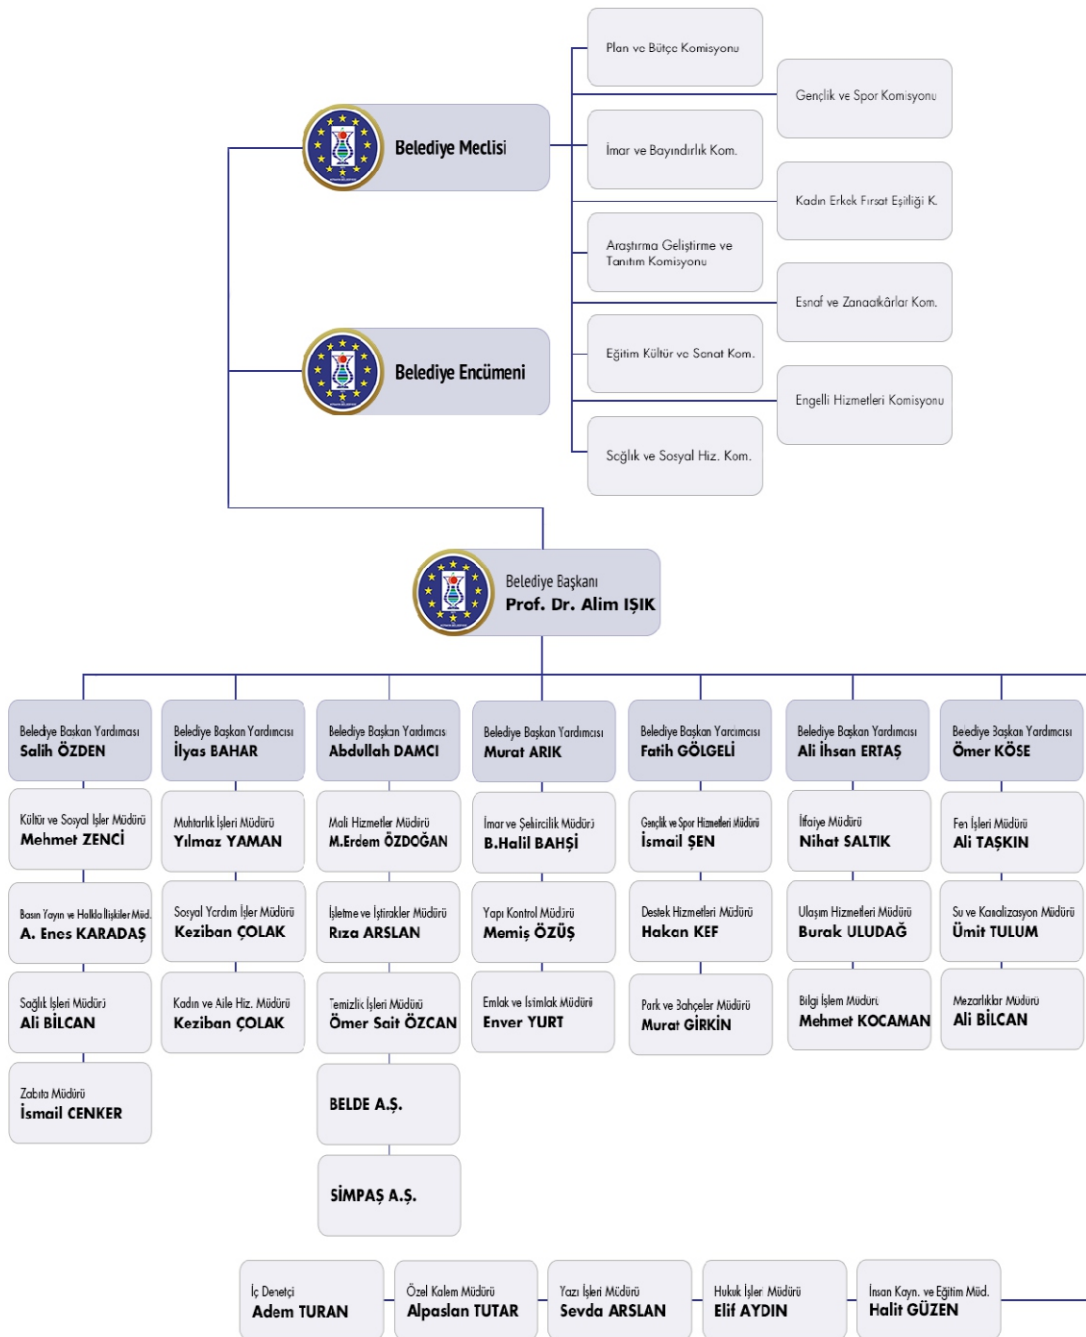 Plan ve Bütçe Komisyonu
Gençlik ve Spor Komisyonu
Belediye Meclisi
İmar ve Bayındırlık Kom.
Kadın Erkek Fırsat Eşitliği K.
Araştırma Geliştirme ve
Tanıtım Komisyonu
Esnaf ve Zanaatkârlar Kom.
Belediye Encümeni
Eğitim Kültür ve Sanat Kom.
Engelli Hizmetleri Komisyonu
Sağlık ve Sosyal Hiz. Kom.
Belediye Başkanı
Prof. Dr. Alim IŞIK
Belediye Başkan Yardıması
Salih ÖZDEN
Belediye Başkan Yardımcısı
İlyas BAHAR
Belediye Başkan Yardımcısı
Abdullah DAMCI
Belediye Başkan Yardımcısı
Murat ARIK
Belediye Başkan Yardımcısı
Fatih GÖLGELİ
Belediye Başkan Yardımcısı
Ali İhsan ERTAŞ
Belediye Başkan Yardımcısı
Ömer KÖSE
Kültür ve Sosyal İşler Müdürü
Mehmet ZENCİ
Muhtarlık İşleri Müdürü
Yılmaz YAMAN
Mali Hizmetler Müdürü
M.Erdem ÖZDOĞAN
İmar ve Şehircilik Müdürü
B.Halil BAHŞİ
Gençlik ve Spor Hizmetleri Müdürü
İsmail ŞEN
İtfaiye Müdürü
Nihat SALTIK
Fen İşleri Müdürü
Ali TAŞKIN
Basın Yayın ve Halkla İlişkiler Müd.
A. Enes KARADAŞ
Sosyal Yardım İşler Müdürü
Keziban ÇOLAK
İşletme ve İştirakler Müdürü
Rıza ARSLAN
Yapı Kontrol Müdürü
Memiş ÖZÜŞ
Destek Hizmetleri Müdürü
Hakan KEF
Ulaşım Hizmetleri Müdürü
Burak ULUDAĞ
Su ve Kanalizasyon Müdürü
Ümit TULUM
Sağlık İşleri Müdürü
Ali BİLCAN
Kadın ve Aile Hiz. Müdürü
Keziban ÇOLAK
Temizlik İşleri Müdürü
Ömer Sait ÖZCAN
Emlak ve İstimlak Müdürü
Enver YURT
Park ve Bahçeler Müdürü
Murat GİRKİN
Bilgi İşlem Müdürü
Mehmet KOCAMAN
Mezarlıklar Müdürü
Ali BİLCAN
Zabıta Müdürü
İsmail CENKER
BELDE A.Ş.
SİMPAŞ A.Ş.
İç Denetçi
Adem TURAN
Özel Kalem Müdürü
Alpaslan TUTAR
Yazı İşleri Müdürü
Sevda ARSLAN
Hukuk İşleri Müdürü
Elif AYDIN
İnsan Kayn. ve Eğitim Müd.
Halit GÜZEN